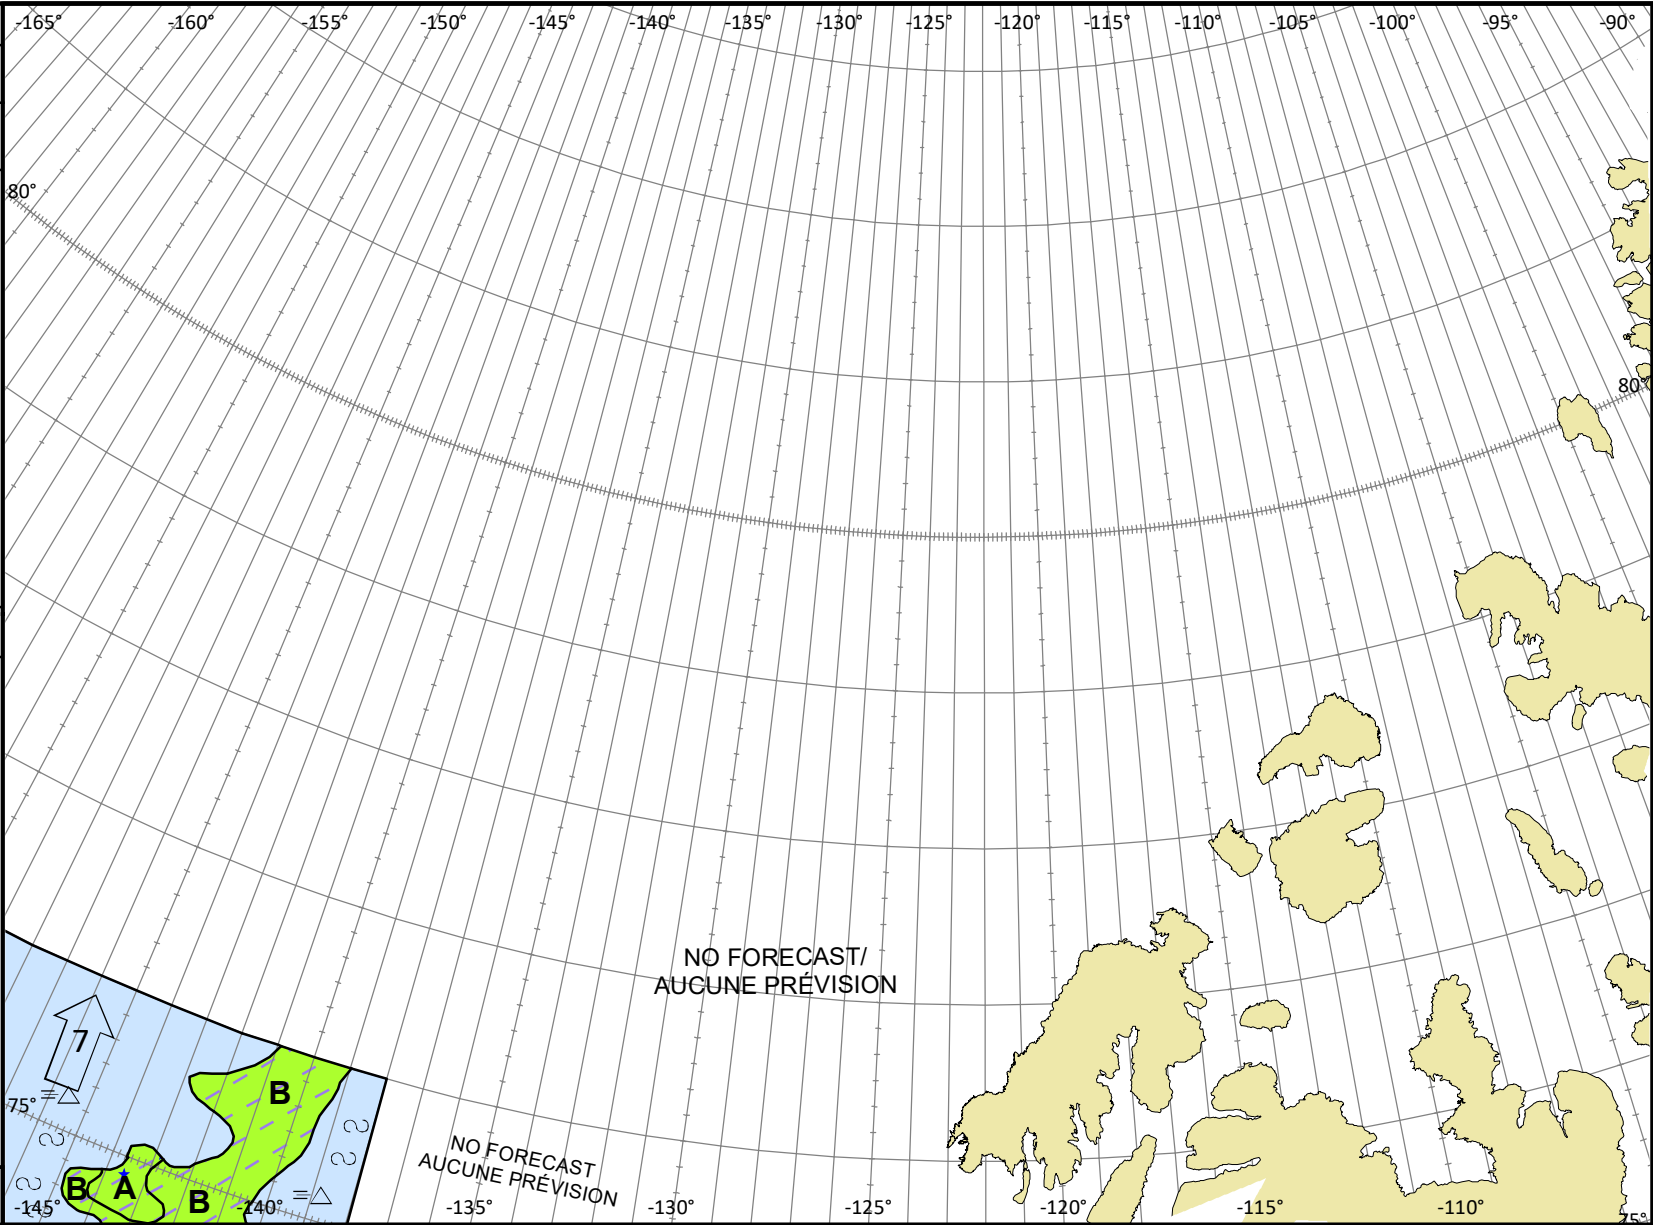 -165° -160° -155° -150° -145° -140° -135° -130° -125° -120° -115° -110° -105° -100° -95° -90°
80°
80°
NO FORECAST/
AUCUNE PRÉVISION
7
B
75°
NO FORECAST
AUCUNE PRÉVISION
B A B
-145° -140° -135° -130° -125° -120° -115° -110°
75°